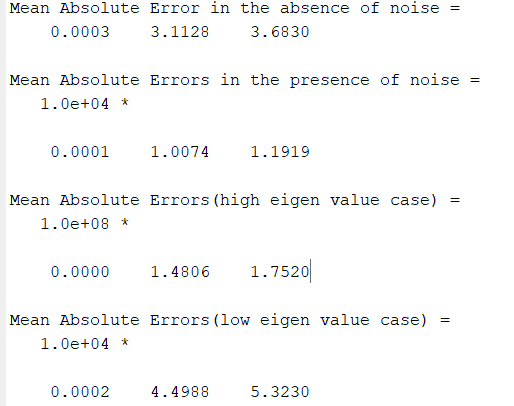 Mean Absolute Error in the absence of noise =
0.0003 3.1128 3.6830
Mean Absolute Errors in the presence of noise =
1.0e+04 *
0.0001 1.0074 1.1919
Mean Absolute Errors(high eigen value case) =
1.0e+08 *
0.0000 1.4806 1.7520
Mean Absolute Errors(low eigen value case) =
1.0e+04 *
0.0002 4.4988 5.3230